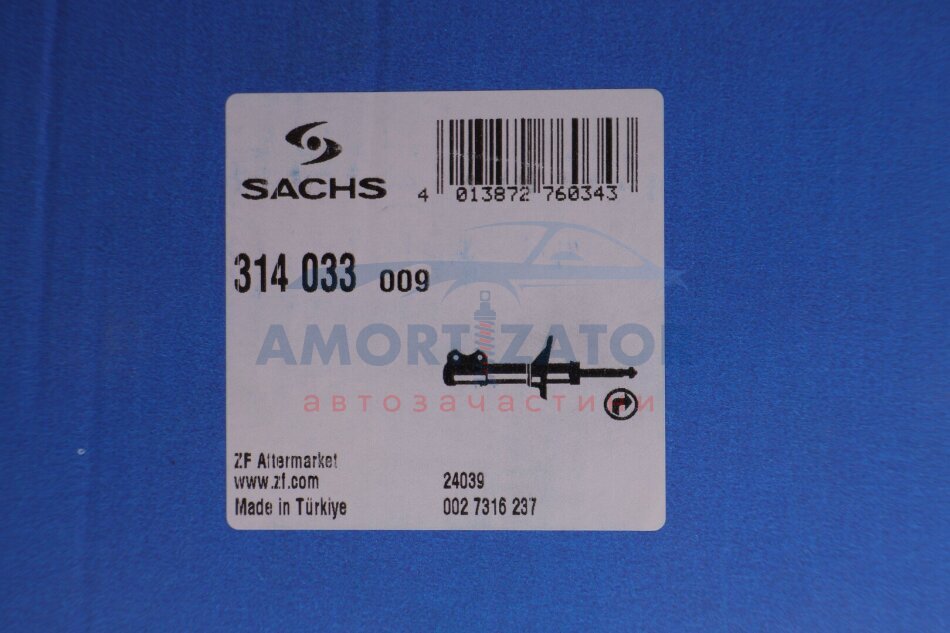 SACHS
4 013872 760343
314 033 009
AMORTIZATOR
автозачастини
ZF Aftermarket
www.zf.com
Made in Türkiye
24039
002 7316 237